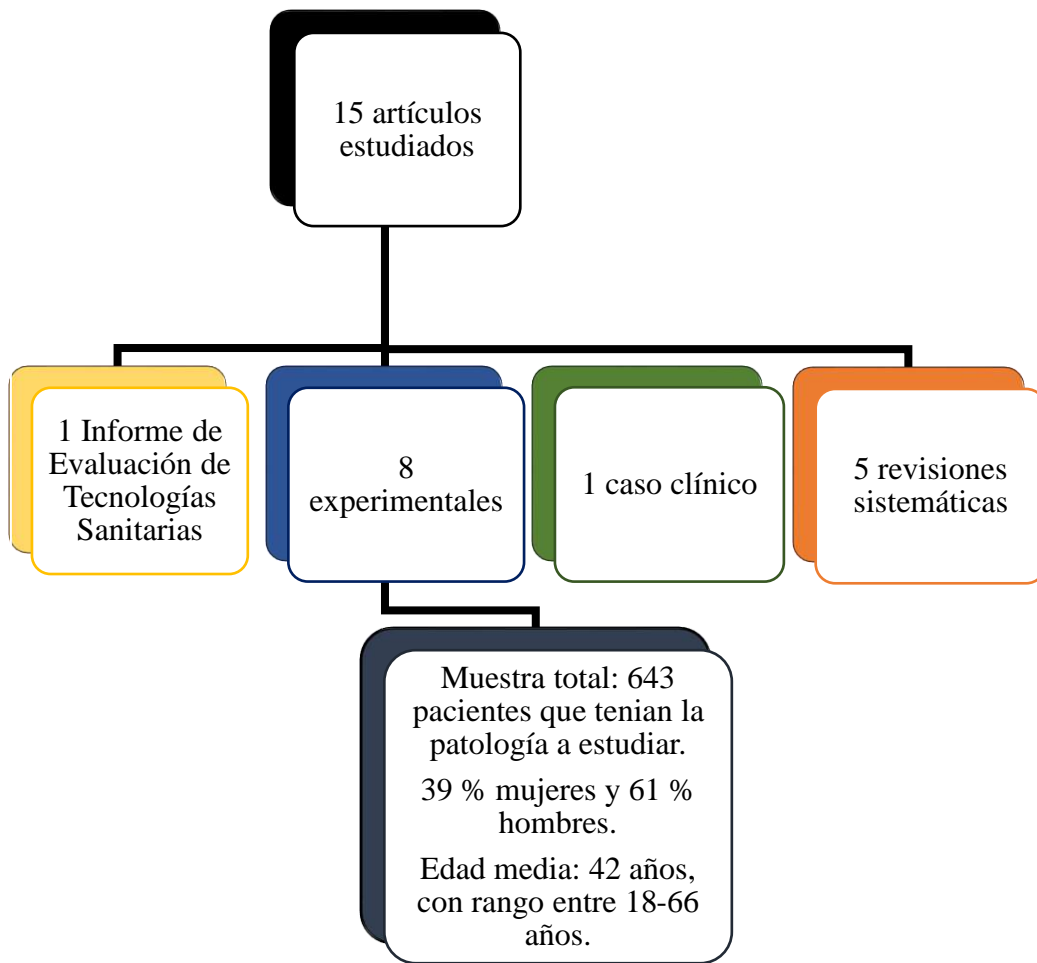 15 artículos
estudiados
1 Informe de
Evaluación de
Tecnologías
Sanitarias
8
experimentales
1 caso clínico
5 revisiones
sistemáticas
Muestra total: 643
pacientes que tenian la
patología a estudiar.
39 % mujeres y 61 %
hombres.
Edad media: 42 años,
con rango entre 18-66
años.